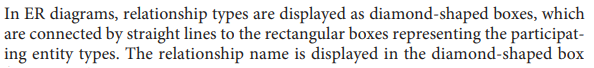 In ER diagrams, relationship types are displayed as diamond-shaped boxes, which
are connected by straight lines to the rectangular boxes representing the participat-
ing entity types. The relationship name is displayed in the diamond-shaped box